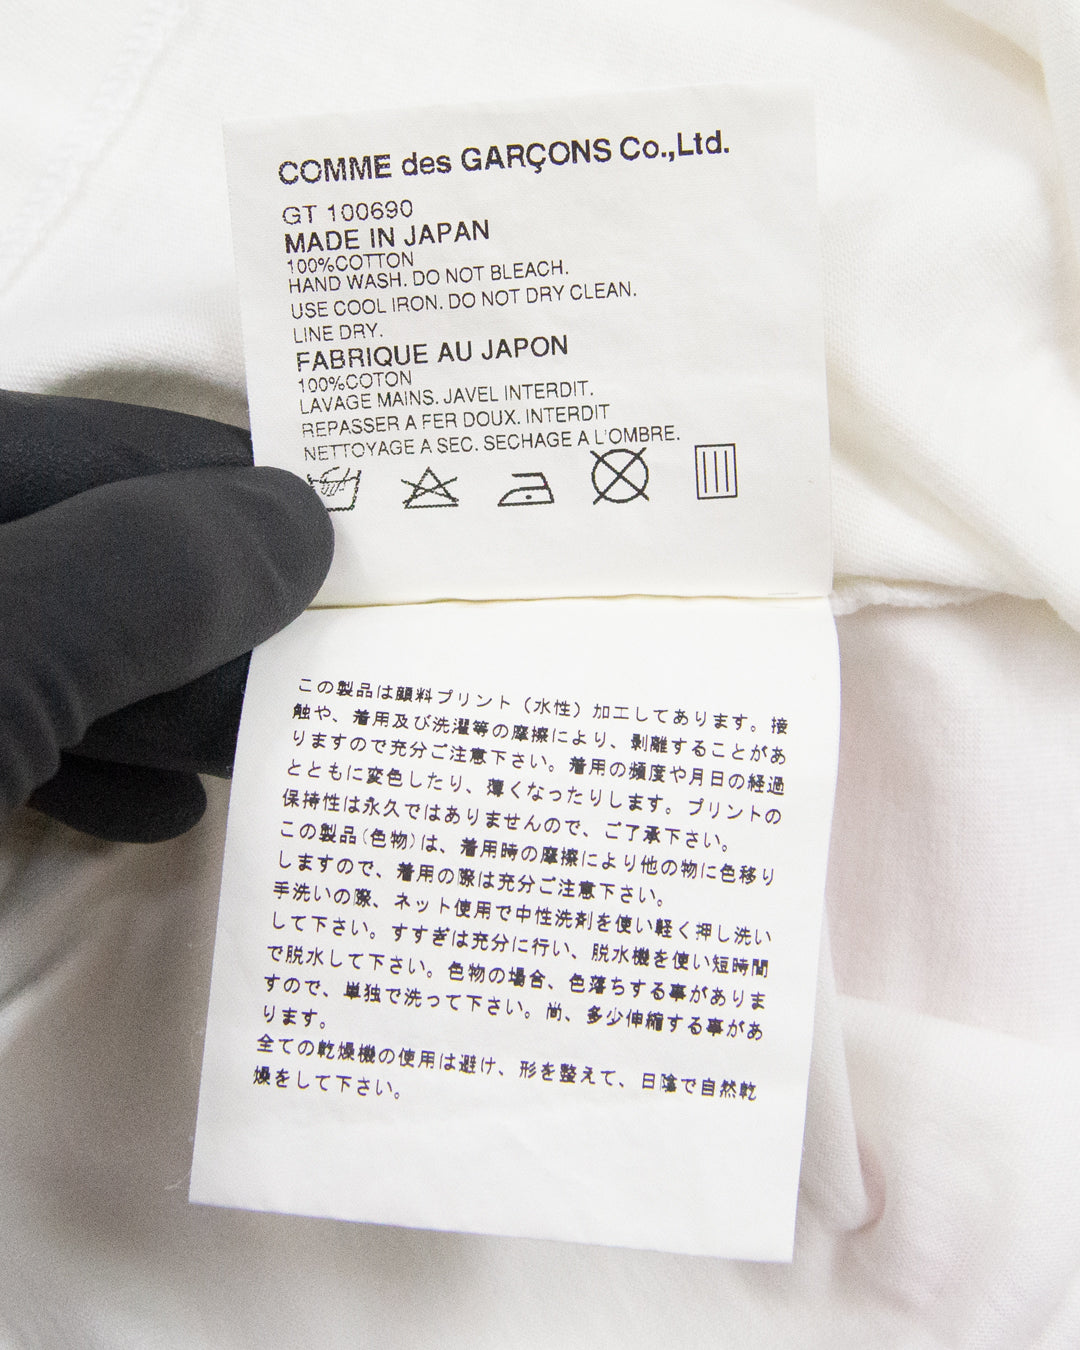 COMME des GARÇONS Co.,Ltd.
GT 100690
MADE IN JAPAN
100%COTTON
HAND WASH. DO NOT BLEACH.
USE COOL IRON. DO NOT DRY CLEAN.
LINE DRY.
FABRIQUE AU JAPON
100%COTON
LAVAGE MAINS. JAVEL INTERDIT.
REPASSER A FER DOUX. INTERDIT
NETTOYAGE A SEC. SECHAGE A L'OMBRE.
この製品は顔料プリント（水性）加工してあります。接
触や、着用及び洗濯等の摩擦により、剥離することがあ
りますので充分ご注意下さい。着用の頻度や月日の経過
とともに変色したり、薄くなったりします。プリントの
保持性は永久ではありませんので、ご了承下さい。
この製品（色物）は、着用時の摩擦により他の物に色移り
しますので、着用の際は充分ご注意下さい。
手洗いの際、ネット使用で中性洗剤を使い軽く押し洗い
して下さい。すすぎは充分に行い、脱水機を使い短時間
で脱水して下さい。色物の場合、色落ちする事がありま
すので、単独で洗って下さい。尚、多少伸縮する事があ
ります。
全ての乾燥機の使用は避け、形を整えて、日陰で自然乾
燥をして下さい。